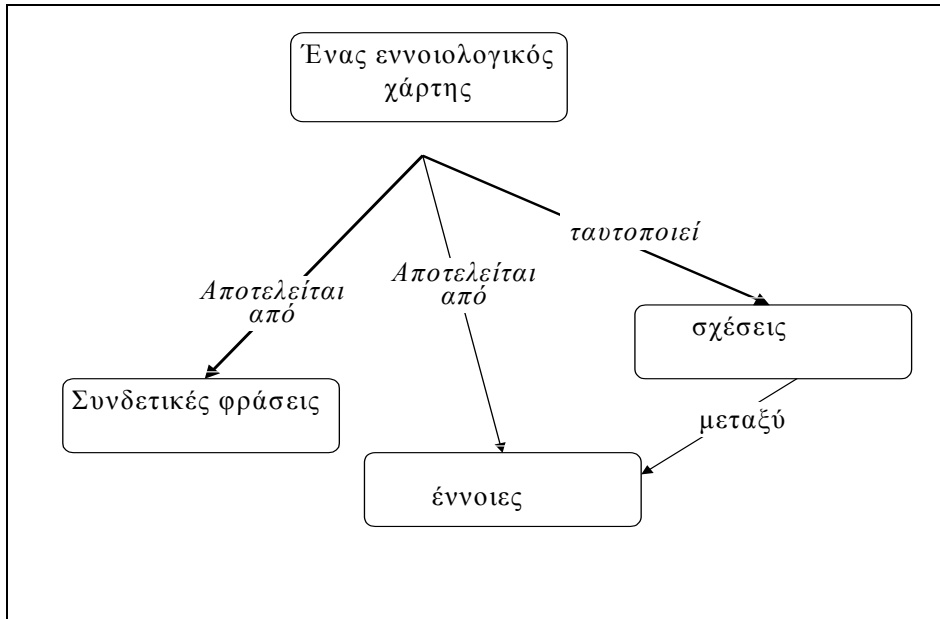 Ένας εννοιολογικός
χάρτης
ταυτοποιεί
Αποτελείται
από
Αποτελείται
από
σχέσεις
Συνδετικές φράσεις
μεταξύ
έννοιες